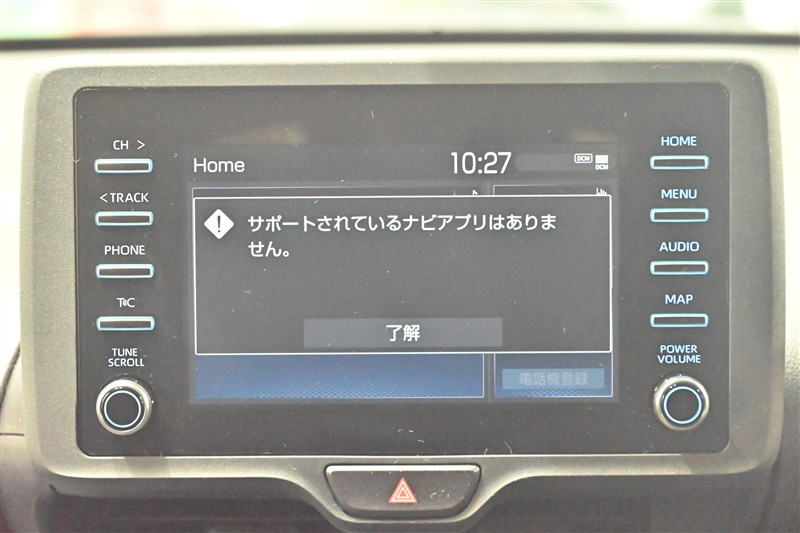 CH >
< TRACK
PHONE
T C
TUNE
SCROLL
Home
10:27
DCM
DCM
サポートされているナビアプリはありま
せん。
了解
電話機登録
HOME
MENU
AUDIO
MAP
POWER
VOLUME